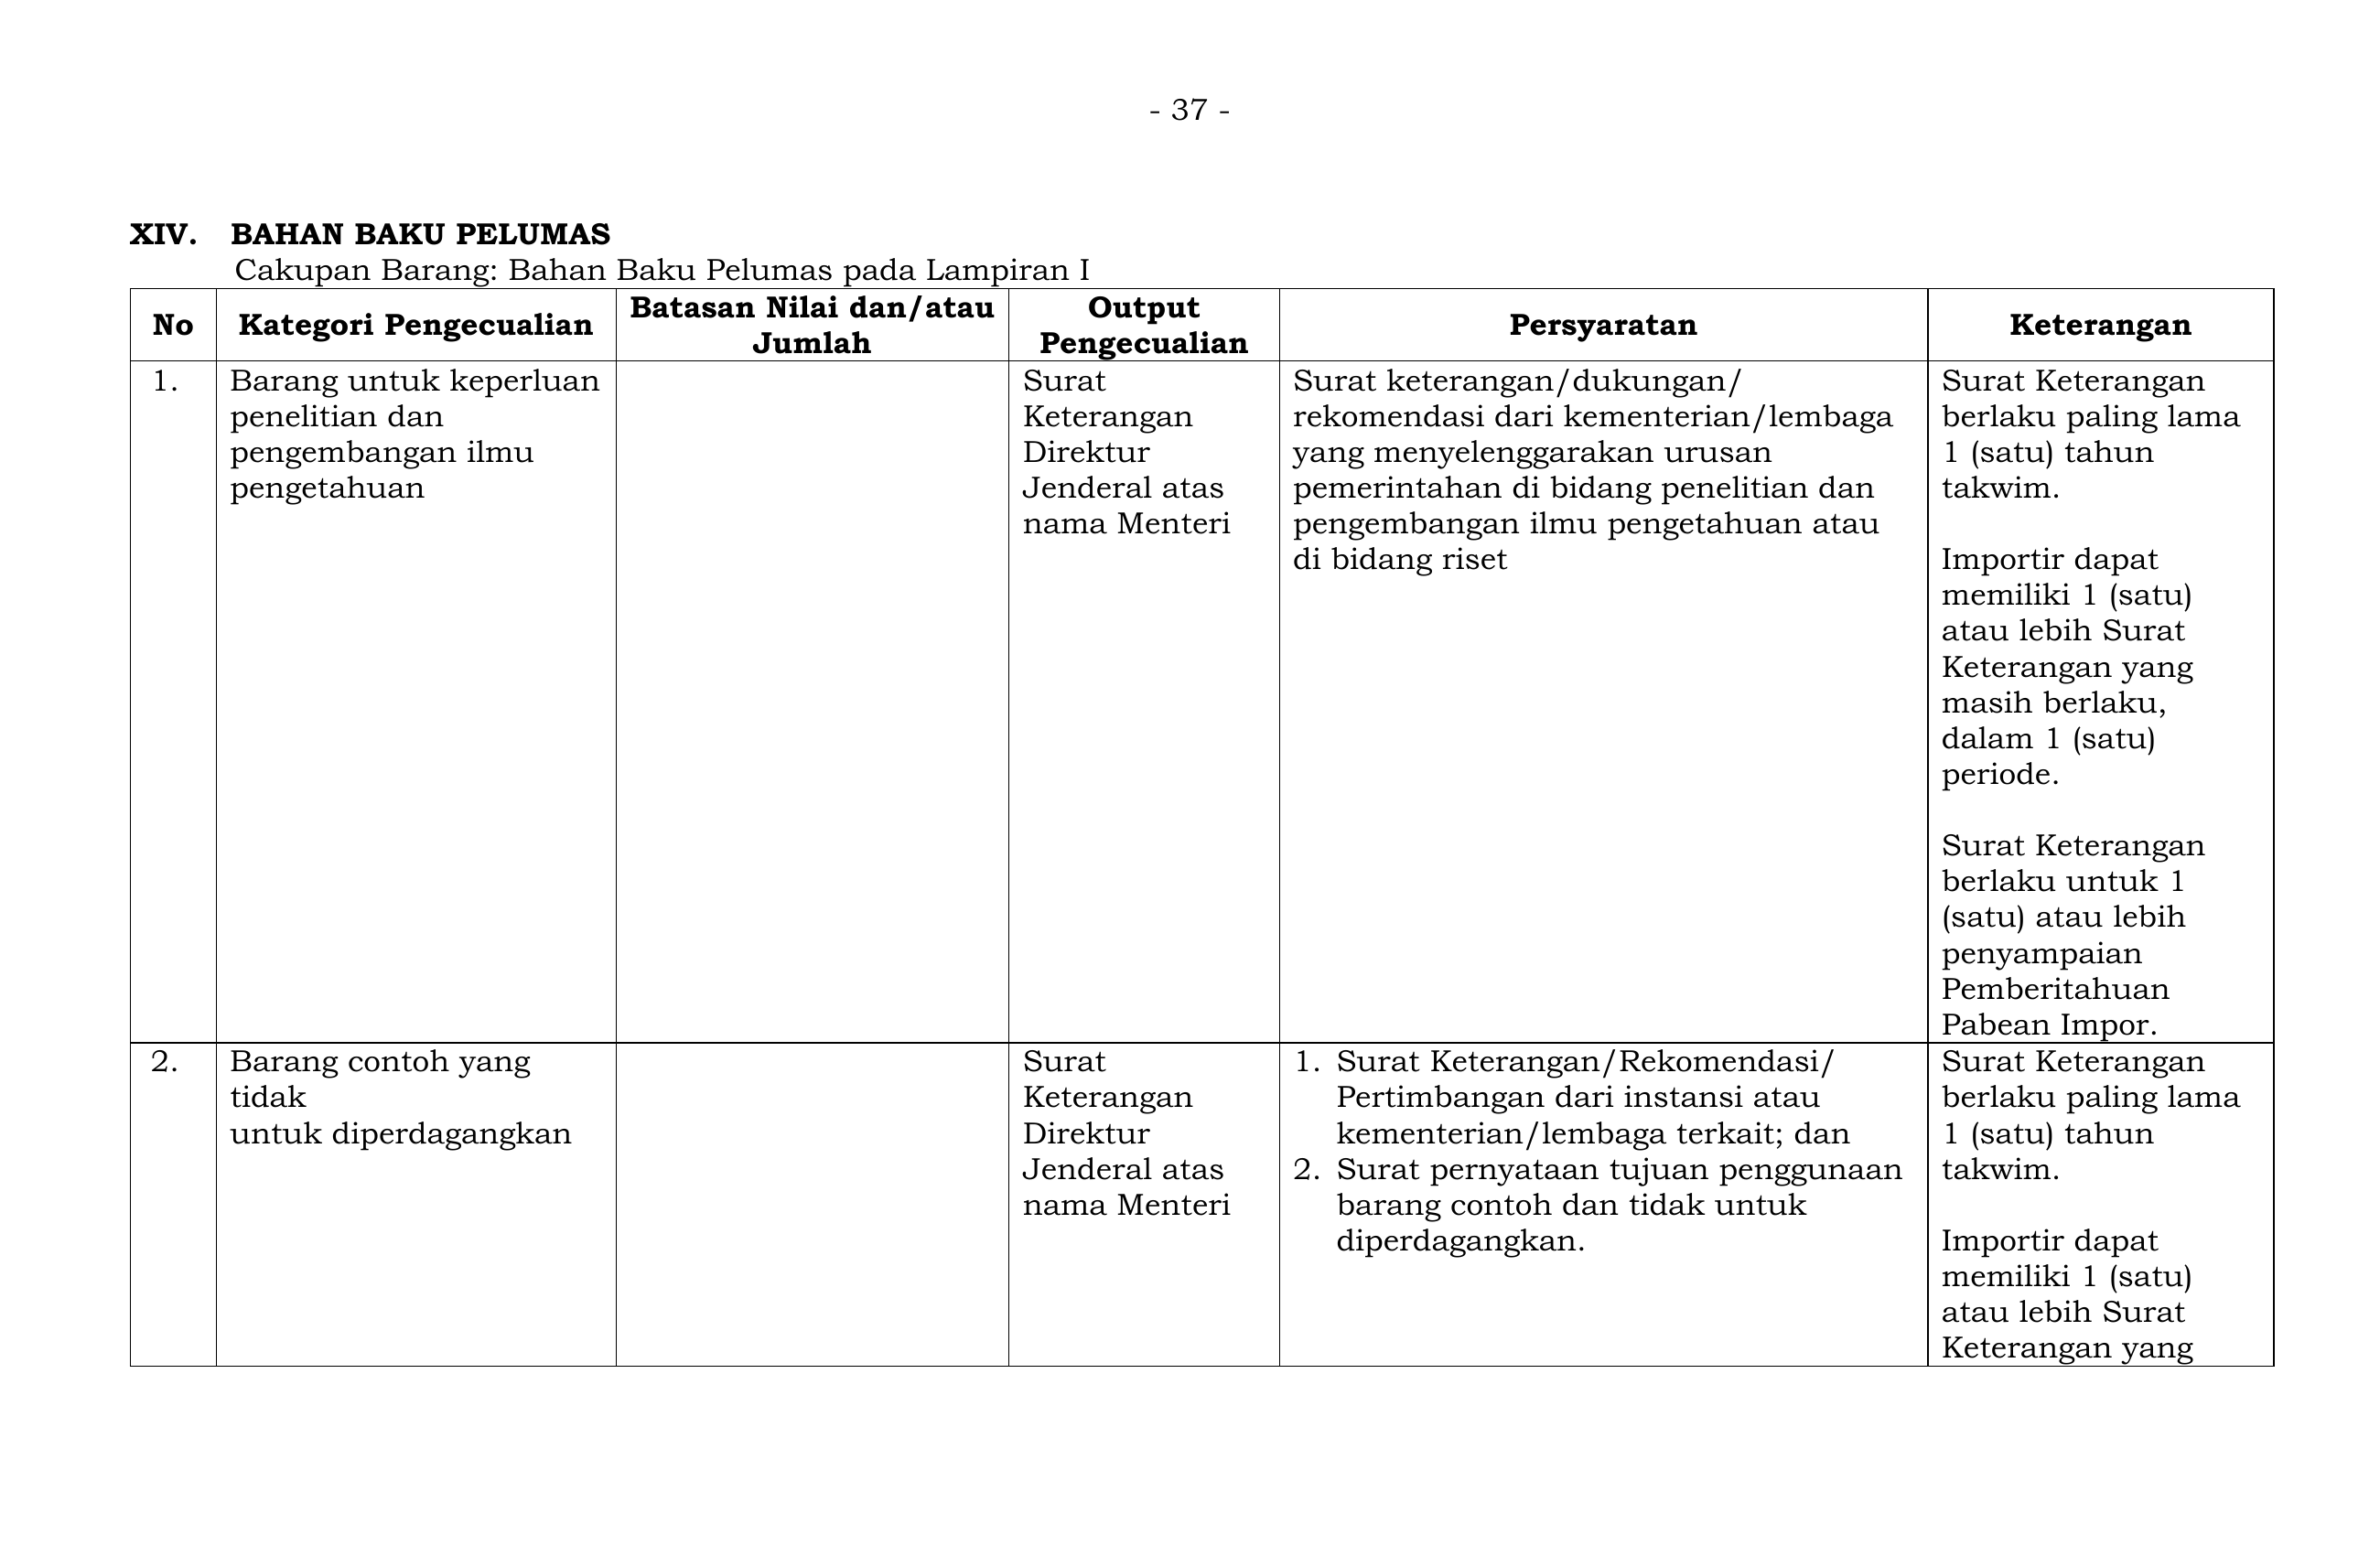 - 37 -
XIV. BAHAN BAKU PELUMAS
Cakupan Barang: Bahan Baku Pelumas pada Lampiran I
No
Kategori Pengecualian
Batasan Nilai dan/atau
Jumlah
Output
Pengecualian
Persyaratan
Keterangan
1.
Barang untuk keperluan
penelitian dan
pengembangan ilmu
pengetahuan
Surat
Keterangan
Direktur
Jenderal atas
nama Menteri
Surat keterangan/dukungan/
rekomendasi dari kementerian/lembaga
yang menyelenggarakan urusan
pemerintahan di bidang penelitian dan
pengembangan ilmu pengetahuan atau
di bidang riset
Surat Keterangan
berlaku paling lama
1 (satu) tahun
takwim.
Importir dapat
memiliki 1 (satu)
atau lebih Surat
Keterangan yang
masih berlaku,
dalam 1 (satu)
periode.
Surat Keterangan
berlaku untuk 1
(satu) atau lebih
penyampaian
Pemberitahuan
Pabean Impor.
2.
Barang contoh yang
tidak
untuk diperdagangkan
Surat
Keterangan
Direktur
Jenderal atas
nama Menteri
1. Surat Keterangan/Rekomendasi/
Pertimbangan dari instansi atau
kementerian/lembaga terkait; dan
2. Surat pernyataan tujuan penggunaan
barang contoh dan tidak untuk
diperdagangkan.
Surat Keterangan
berlaku paling lama
1 (satu) tahun
takwim.
Importir dapat
memiliki 1 (satu)
atau lebih Surat
Keterangan yang